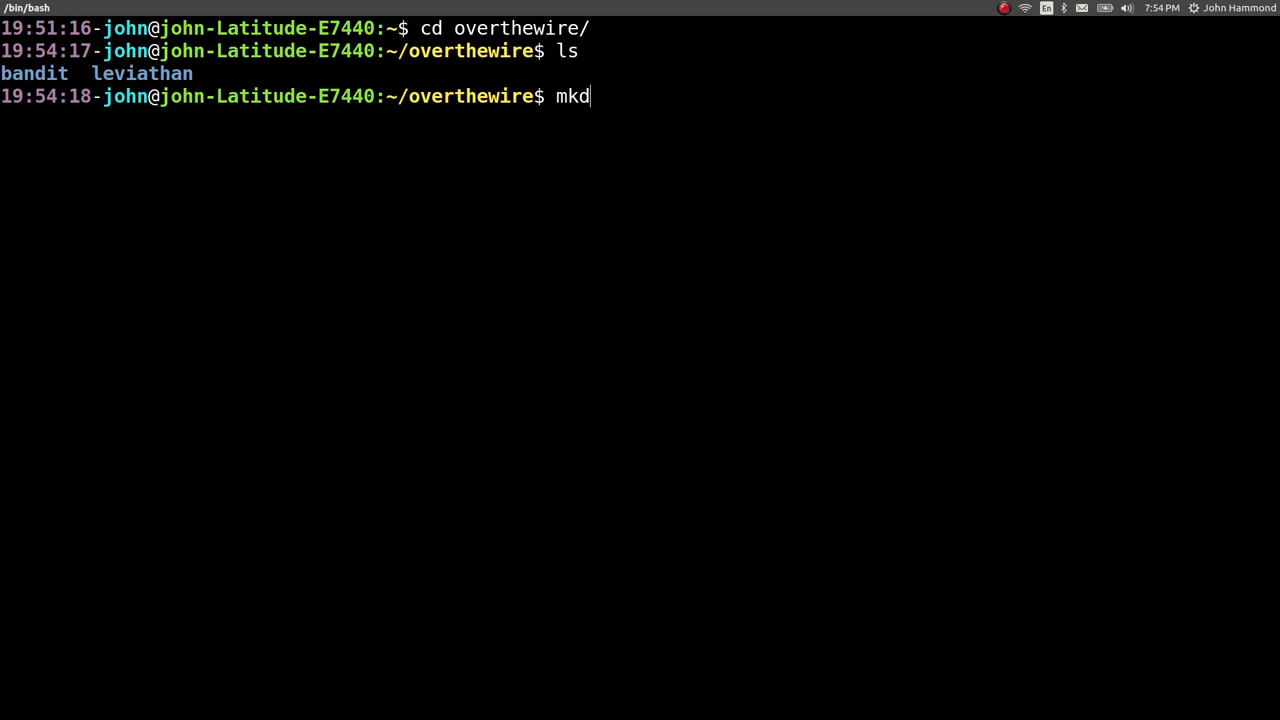 /bin/bash En 7:54 PM John Hammond
19:51:16-john@john-Latitude-E7440:~$ cd overthewire/
19:54:17-john@john-Latitude-E7440:~/overthewire$ ls
bandit  leviathan
19:54:18-john@john-Latitude-E7440:~/overthewire$ mkd